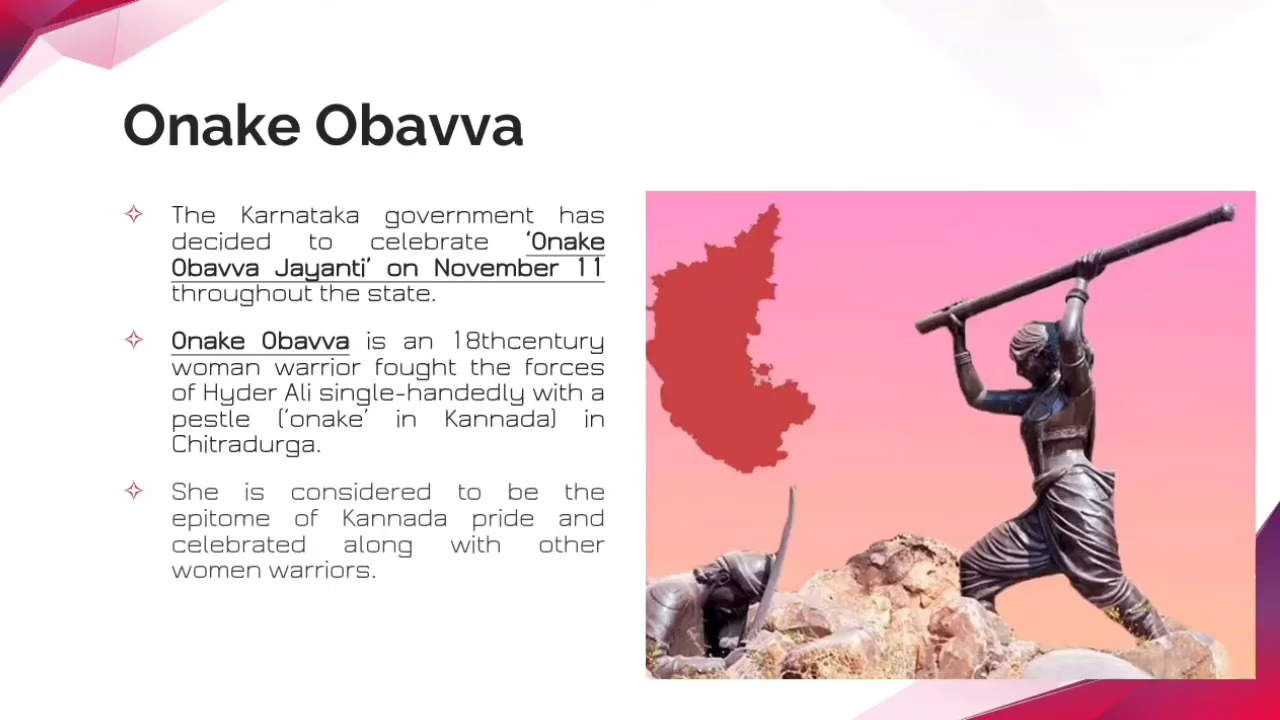 Onake Obavva
The Karnataka government has
decided to celebrate ‘Onake
Obavva Jayanti’ on November 11
throughout the state.
Onake Obavva is an 18thcentury
woman warrior fought the forces
of Hyder Ali single-handedly with a
pestle (‘onake’ in Kannada) in
Chitradurga.
She is considered to be the
epitome of Kannada pride and
celebrated along with other
women warriors.